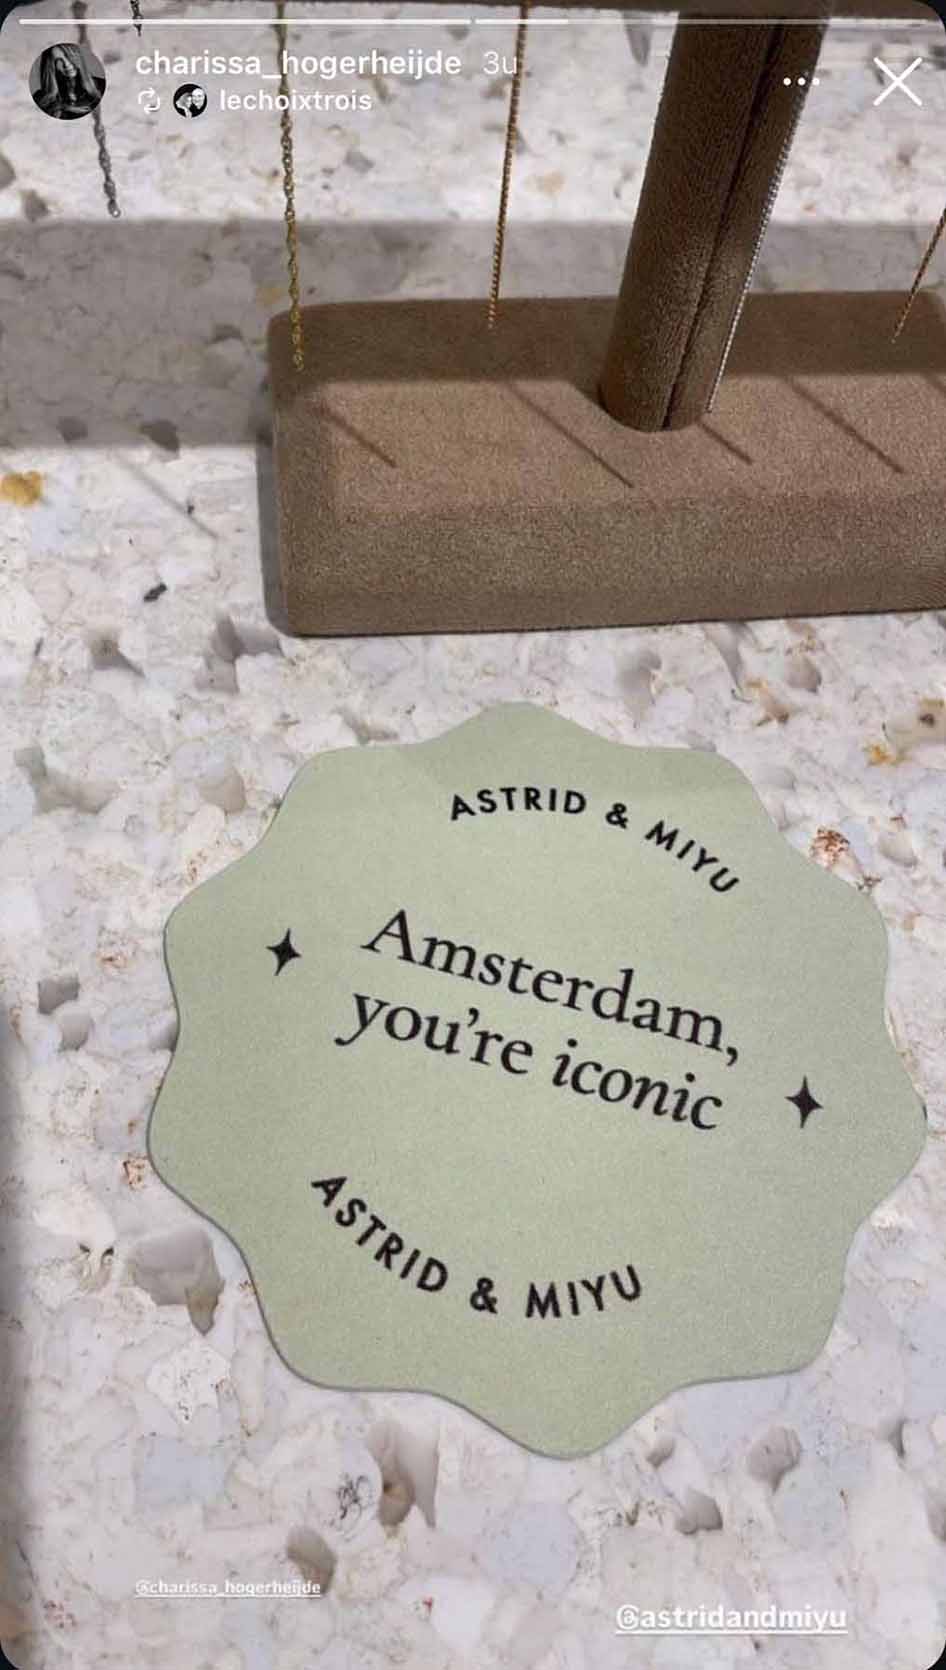 charissa_hogerheijde 3u
lechoixtrois
ASTRID & MIYU
Amsterdam,
you're iconic
ASTRID & MIYU
@charissa_hogerheijde
@astridandmiyu